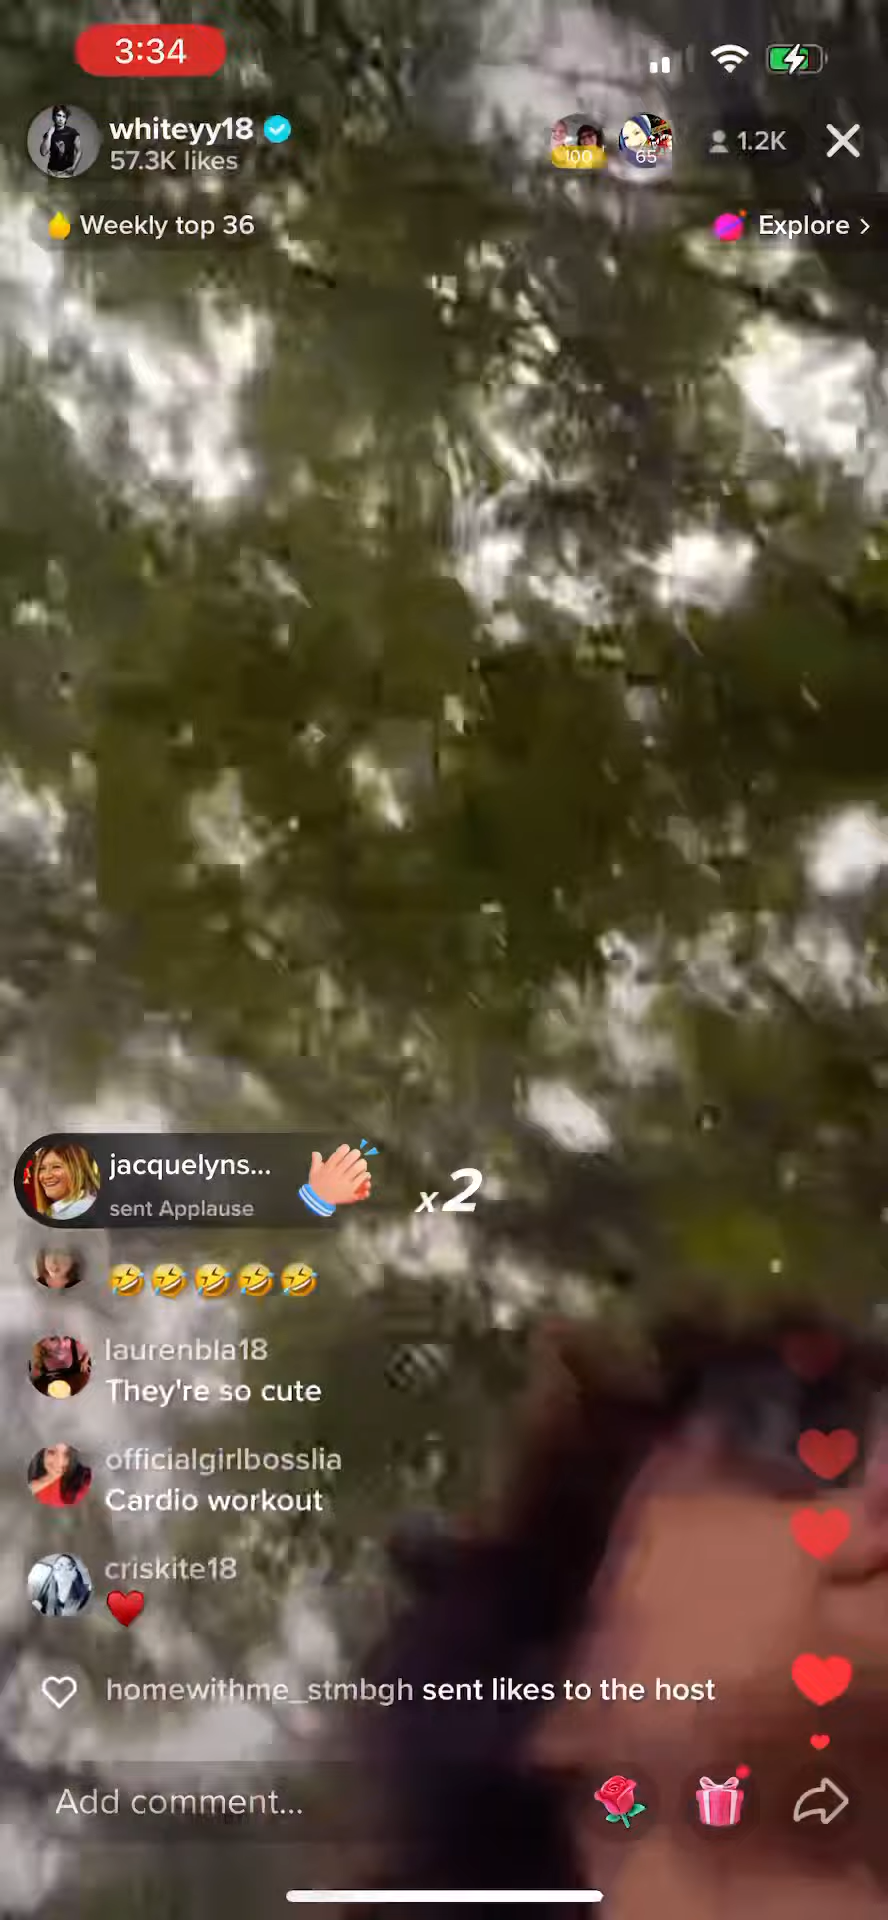 3:34
whiteyy18
57.3K likes
100
65
1.2K
Weekly top 36
Explore >
jacquelyns...
sent Applause
x2
laurenbla18
They're so cute
officialgirlbosslia
Cardio workout
criskite18
homewithme_stmbgh sent likes to the host
Add comment...